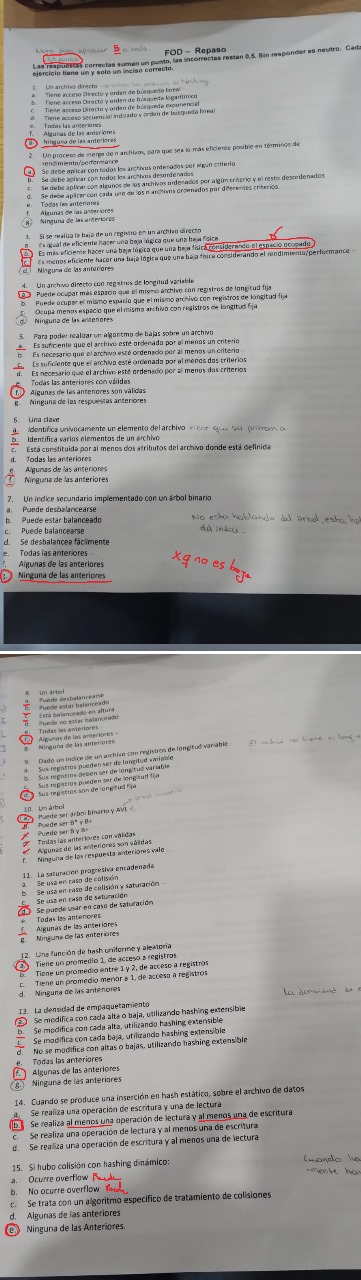 Nota para aprobar 5 o más.
FOD – Repaso
Las respuestas correctas suman un punto, las incorrectas restan 0,5. Sin responder es neutro. Cada
ejercicio tiene un y solo un inciso correcto.
1. Un archivo directo
a. Tiene acceso Directo y orden de búsqueda lineal
b. Tiene acceso Directo y orden de búsqueda logarítmico
c. Tiene acceso Directo y orden de búsqueda exponencial
d. Tiene acceso secuencial indizado y orden de búsqueda lineal
e. Todas las anteriores
f. Algunas de las anteriores
g. Ninguna de las anteriores
2. Un proceso de merge de n archivos, para que sea lo más eficiente posible en términos de
rendimiento/performance
a. Se debe aplicar con todos los archivos ordenados por algún criterio
b. Se debe aplicar con todos los archivos desordenados
c. Se debe aplicar con algunos de los archivos ordenados por algún criterio y el resto desordenados
d. Se debe aplicar con cada uno de los n archivos ordenados por diferentes criterios
e. Todas las anteriores
f. Algunas de las anteriores
g. Ninguna de las anteriores
3. Si se realiza la baja de un registro en un archivo directo
a. Es igual de eficiente hacer una baja lógica que una baja física
b. Es más eficiente hacer una baja lógica que una baja física considerando el espacio ocupado
c. Es menos eficiente hacer una baja lógica que una baja física considerando el rendimiento/performance
d. Ninguna de las anteriores
4. Un archivo directo con registros de longitud variable
a. Puede ocupar más espacio que el mismo archivo con registros de longitud fija
b. Puede ocupar el mismo espacio que el mismo archivo con registros de longitud fija
c. Ocupa menos espacio que el mismo archivo con registros de longitud fija
d. Ninguna de las anteriores
5. Para poder realizar un algoritmo de bajas sobre un archivo
a. Es suficiente que el archivo esté ordenado por al menos un criterio
b. Es necesario que el archivo esté ordenado por al menos un criterio
c. Es suficiente que el archivo esté ordenado por al menos dos criterios
d. Es necesario que el archivo esté ordenado por al menos dos criterios
e. Todas las anteriores con válidas
f. Algunas de las anteriores son válidas
g. Ninguna de las respuestas anteriores
6. Una clave
a. Identifica unívocamente un elemento del archivo tiene que ser primaria
b. Identifica varios elementos de un archivo
c. Está constituida por al menos dos atributos del archivo donde está definida
d. Todas las anteriores
e. Algunas de las anteriores
f. Ninguna de las anteriores
7. Un índice secundario implementado con un árbol binario
a. Puede desbalancearse
b. Puede estar balanceado
No esta hablando del arbol, esta
c. Puede balancearse
del indice.
d. Se desbalancea fácilmente
e. Todas las anteriores
f. Algunas de las anteriores
xq no es
g. Ninguna de las anteriores
8. Un árbol
a. Puede desbalancearse
b. Puede estar balanceado
c. Está balanceado en altura
d. Puede no estar balanceado
e. Todas las anteriores
f. Algunas de las anteriores
g. Ninguna de las anteriores
9. Dado un índice de un archivo con registros de longitud variable
El indice no tiene
a. Sus registros pueden ser de longitud variable
b. Sus registros deben ser de longitud variable
c. Sus registros pueden ser de longitud fija
d. Sus registros son de longitud fija
10. Un árbol
a. Puede ser árbol binario y AVL
b. Puede ser B* y B+
c. Puede ser B y B+
d. Todas las anteriores con válidas
e. Algunas de las anteriores son válidas
f. Ninguna de las respuesta anteriores vale
11. La saturación progresiva encadenada
a. Se usa en caso de colisión
b. Se usa en caso de colisión y saturación
c. Se usa en caso de saturación
d. Se puede usar en caso de saturación
e. Todas las anteriores
f. Algunas de las anteriores
g. Ninguna de las anteriores
12. Una función de hash uniforme y aleatoria
a. Tiene un promedio 1, de acceso a registros
b. Tiene un promedio entre 1 y 2, de acceso a registros
c. Tiene un promedio menor a 1, de acceso a registros
d. Ninguna de las anteriores
La densidad de
13. La densidad de empaquetamiento
a. Se modifica con cada alta o baja, utilizando hashing extensible
b. Se modifica con cada alta, utilizando hashing extensible
c. Se modifica con cada baja, utilizando hashing extensible
d. No se modifica con altas o bajas, utilizando hashing extensible
e. Todas las anteriores
f. Algunas de las anteriores
g. Ninguna de las anteriores
14. Cuando se produce una inserción en hash estático, sobre el archivo de datos
a. Se realiza una operación de escritura y una de lectura
b. Se realiza al menos una operación de lectura y al menos una de escritura
c. Se realiza una operación de lectura y al menos una de escritura
d. Se realiza una operación de escritura y al menos una de lectura
15. Si hubo colisión con hashing dinámico:
Cuando
a. Ocurre overflow
b. No ocurre overflow
c. Se trata con un algoritmo específico de tratamiento de colisiones
d. Algunas de las anteriores
e. Ninguna de las Anteriores.